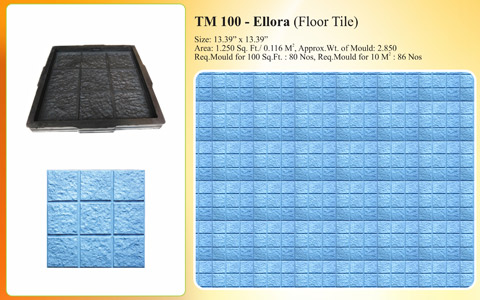 TM 100 - Ellora (Floor Tile)
Size: 13.39” x 13.39”
Area: 1.250 Sq. Ft./ 0.116 M², Approx.Wt. of Mould: 2.850
Req.Mould for 100 Sq.Ft. : 80 Nos, Req.Mould for 10 M² : 86 Nos